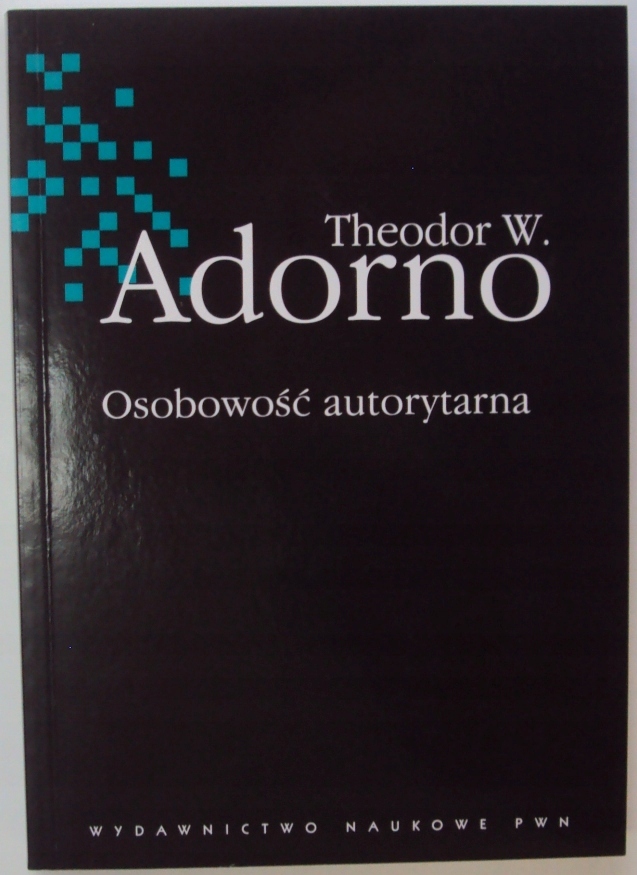 Theodor W.
Adorno
Osobowość autorytarna
WYDAWNICTWO NAUKOWE PWN